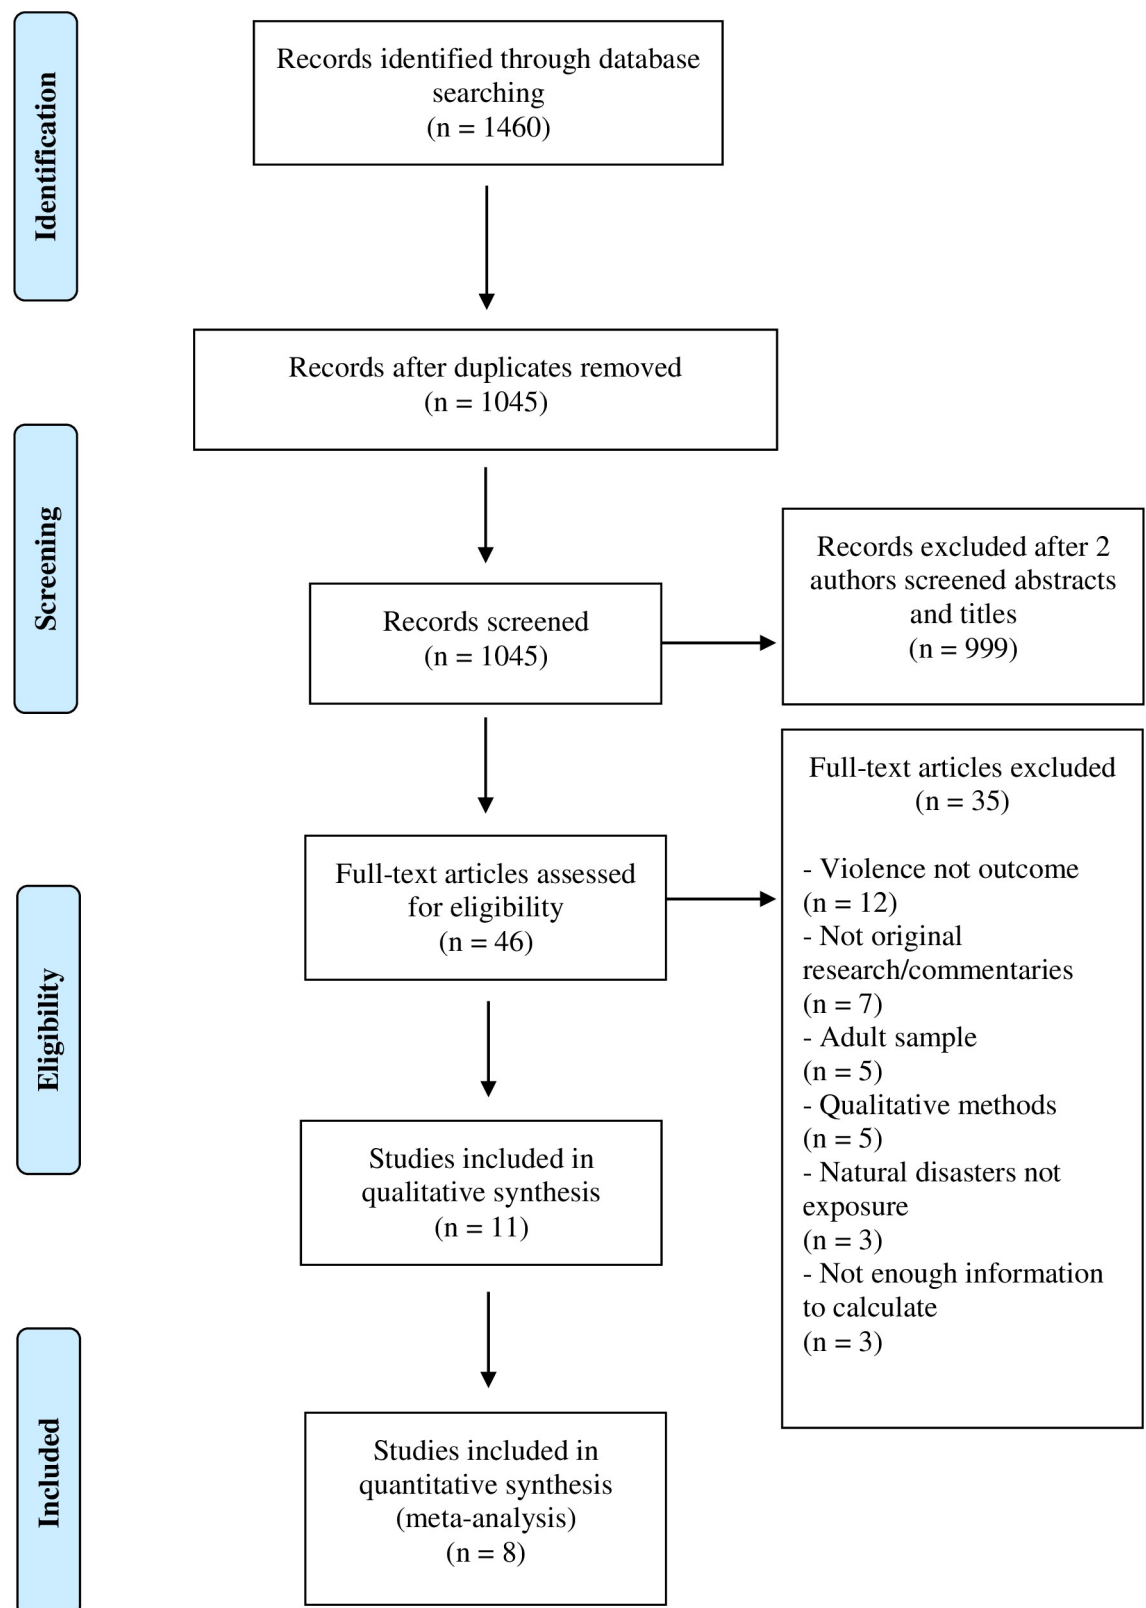 Identification
Records identified through database
searching
(n = 1460)
Records after duplicates removed
(n = 1045)
Screening
Records screened
(n = 1045)
Records excluded after 2
authors screened abstracts
and titles
(n = 999)
Eligibility
Full-text articles assessed
for eligibility
(n = 46)
Full-text articles excluded
(n = 35)
- Violence not outcome
(n = 12)
- Not original
research/commentaries
(n = 7)
- Adult sample
(n = 5)
- Qualitative methods
(n = 5)
- Natural disasters not
exposure
(n = 3)
- Not enough information
to calculate
(n = 3)
Studies included in
qualitative synthesis
(n = 11)
Included
Studies included in
quantitative synthesis
(meta-analysis)
(n = 8)